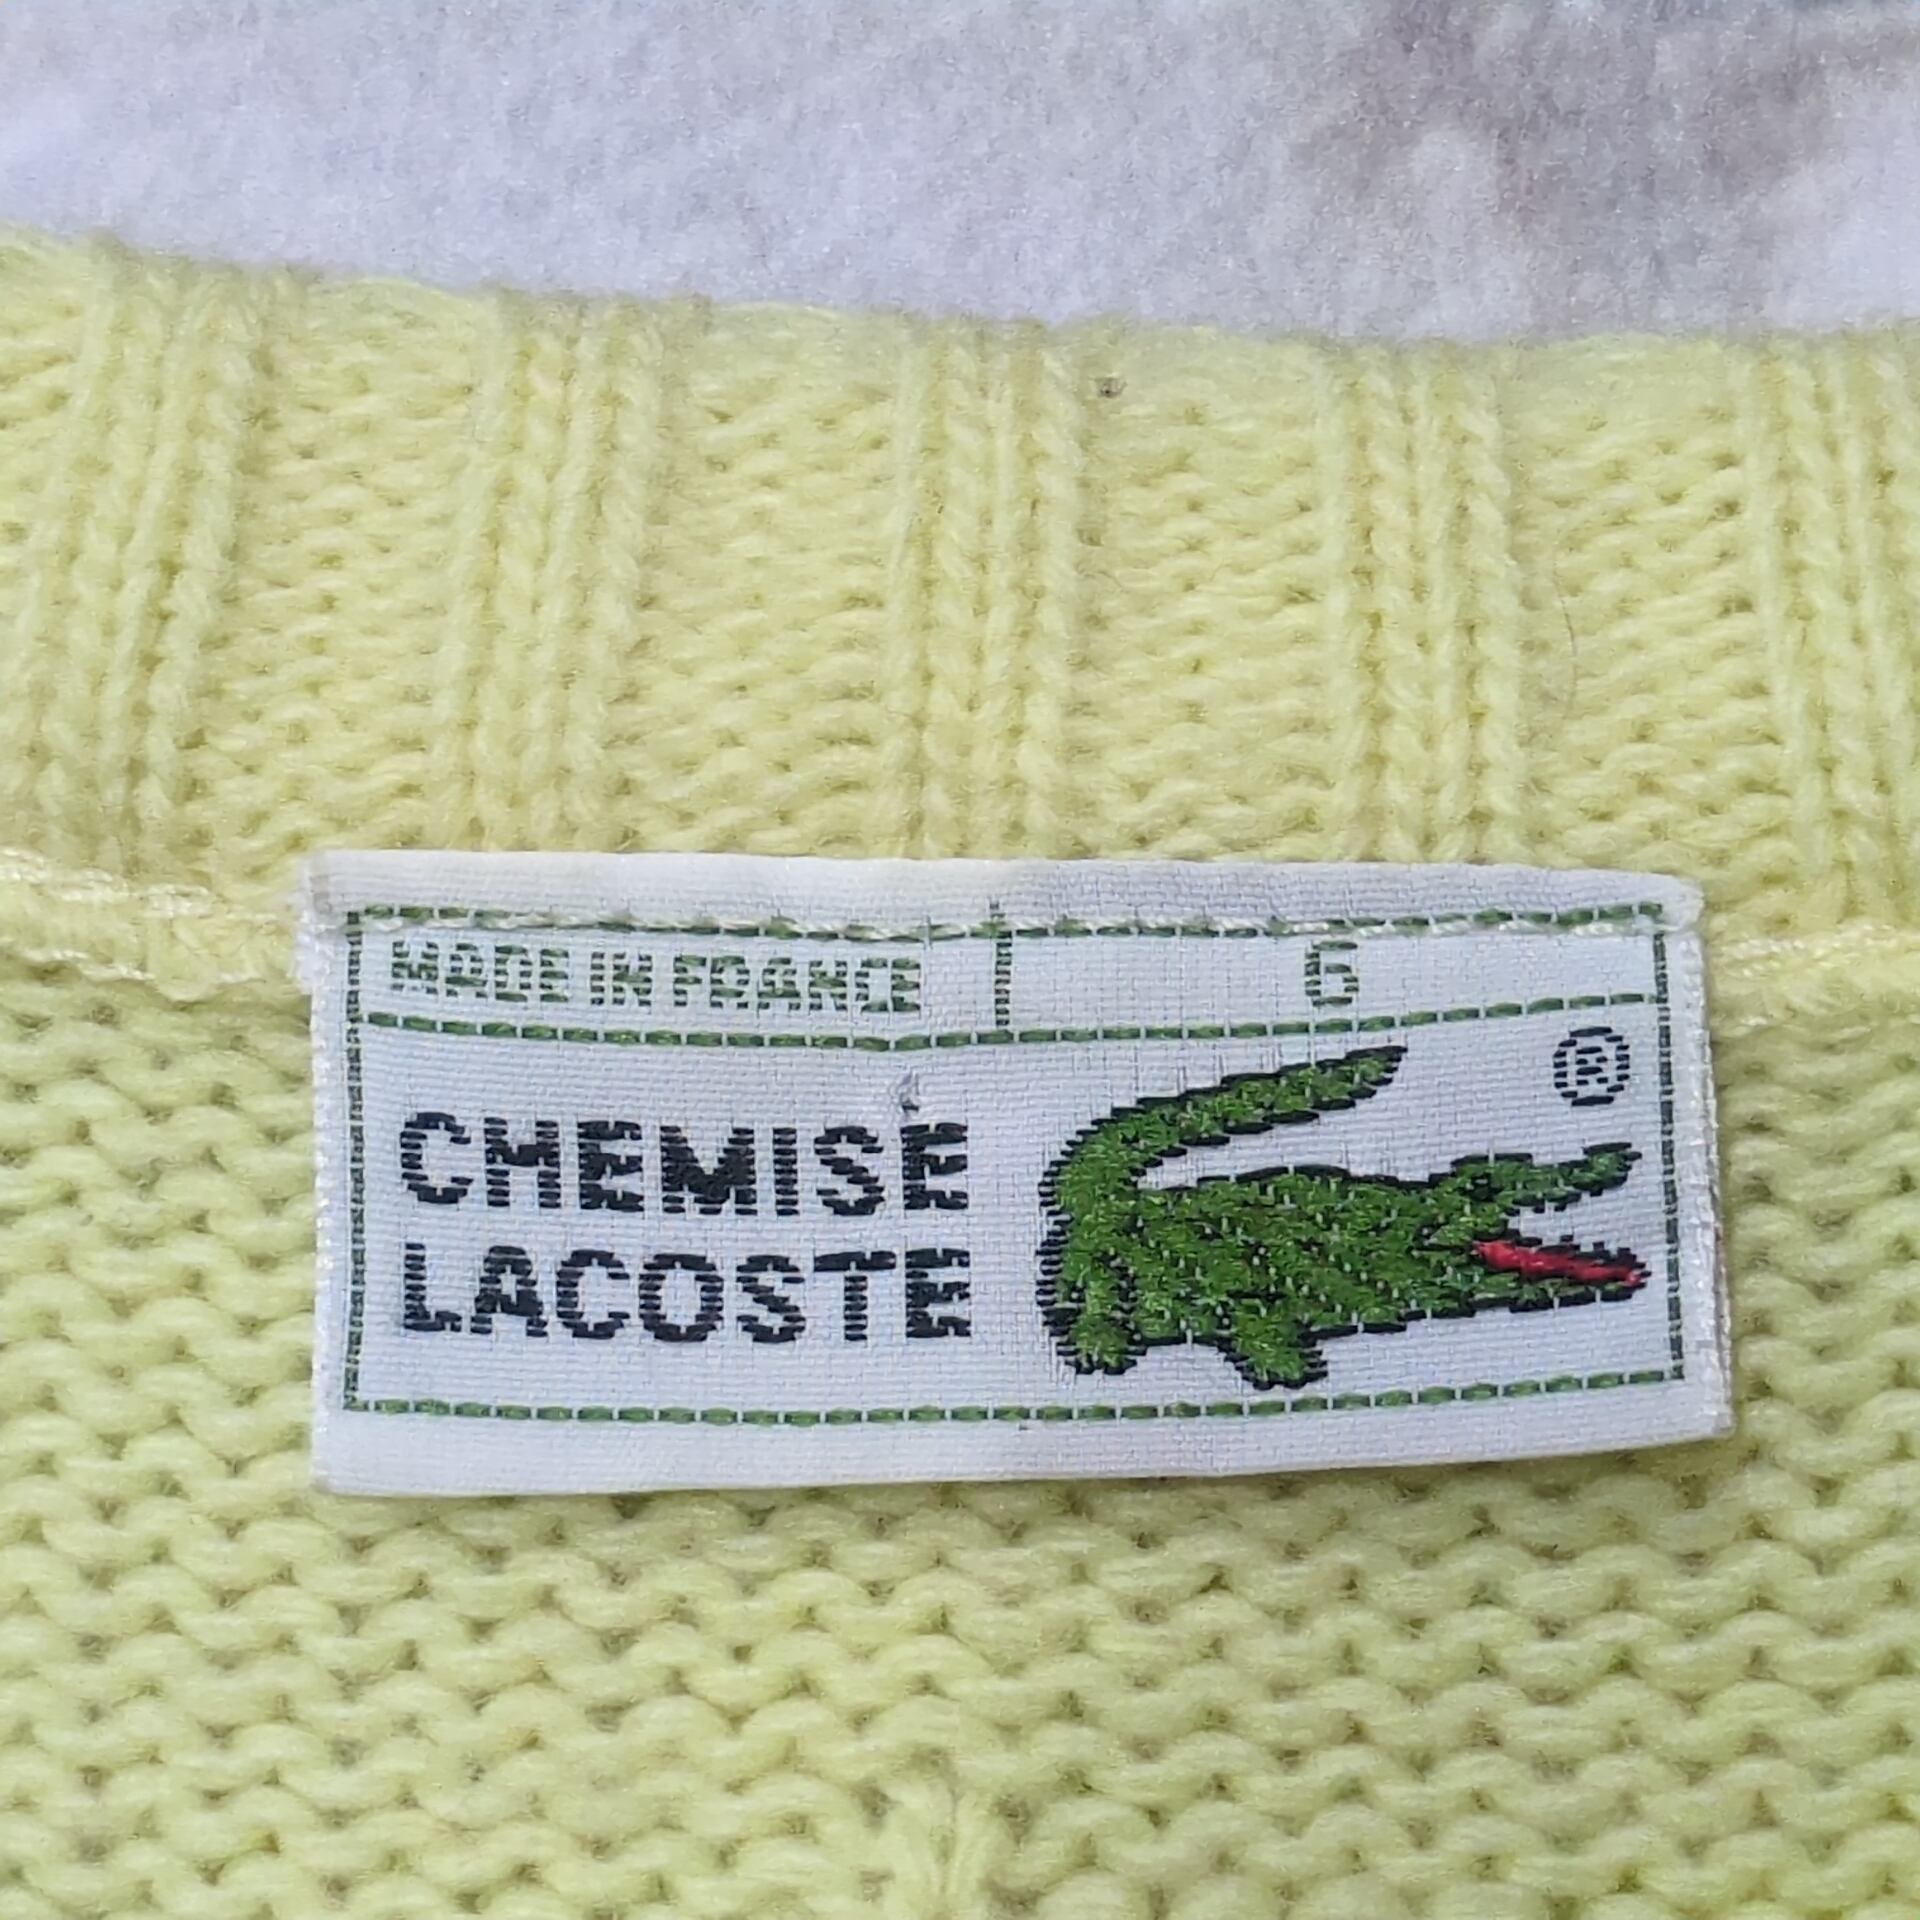 MADE IN FRANCE 6
®
CHEMISE
LACOSTE